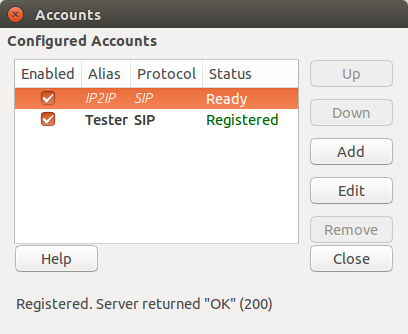 Accounts
Configured Accounts
Enabled Alias Protocol Status
IP2IP SIP Ready
Tester SIP Registered
Up
Down
Add
Edit
Remove
Help
Close
Registered. Server returned "OK" (200)